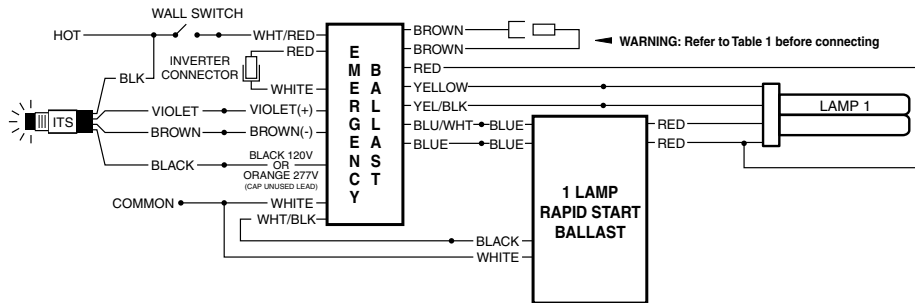 WALL SWITCH
HOT
WHT/RED
RED
INVERTER
CONNECTOR
WHITE
BLK
ITS
VIOLET
VIOLET(+)
BROWN
BROWN(-)
BLACK
BLACK 120V
OR
ORANGE 277V
(CAP UNUSED LEAD)
COMMON
WHITE
WHT/BLK
EMERGENCY
BALLAST
BROWN
BROWN
WARNING: Refer to Table 1 before connecting
RED
YELLOW
YEL/BLK
BLU/WHT
BLUE
BLUE
BLUE
BLACK
WHITE
1 LAMP
RAPID START
BALLAST
RED
RED
LAMP 1